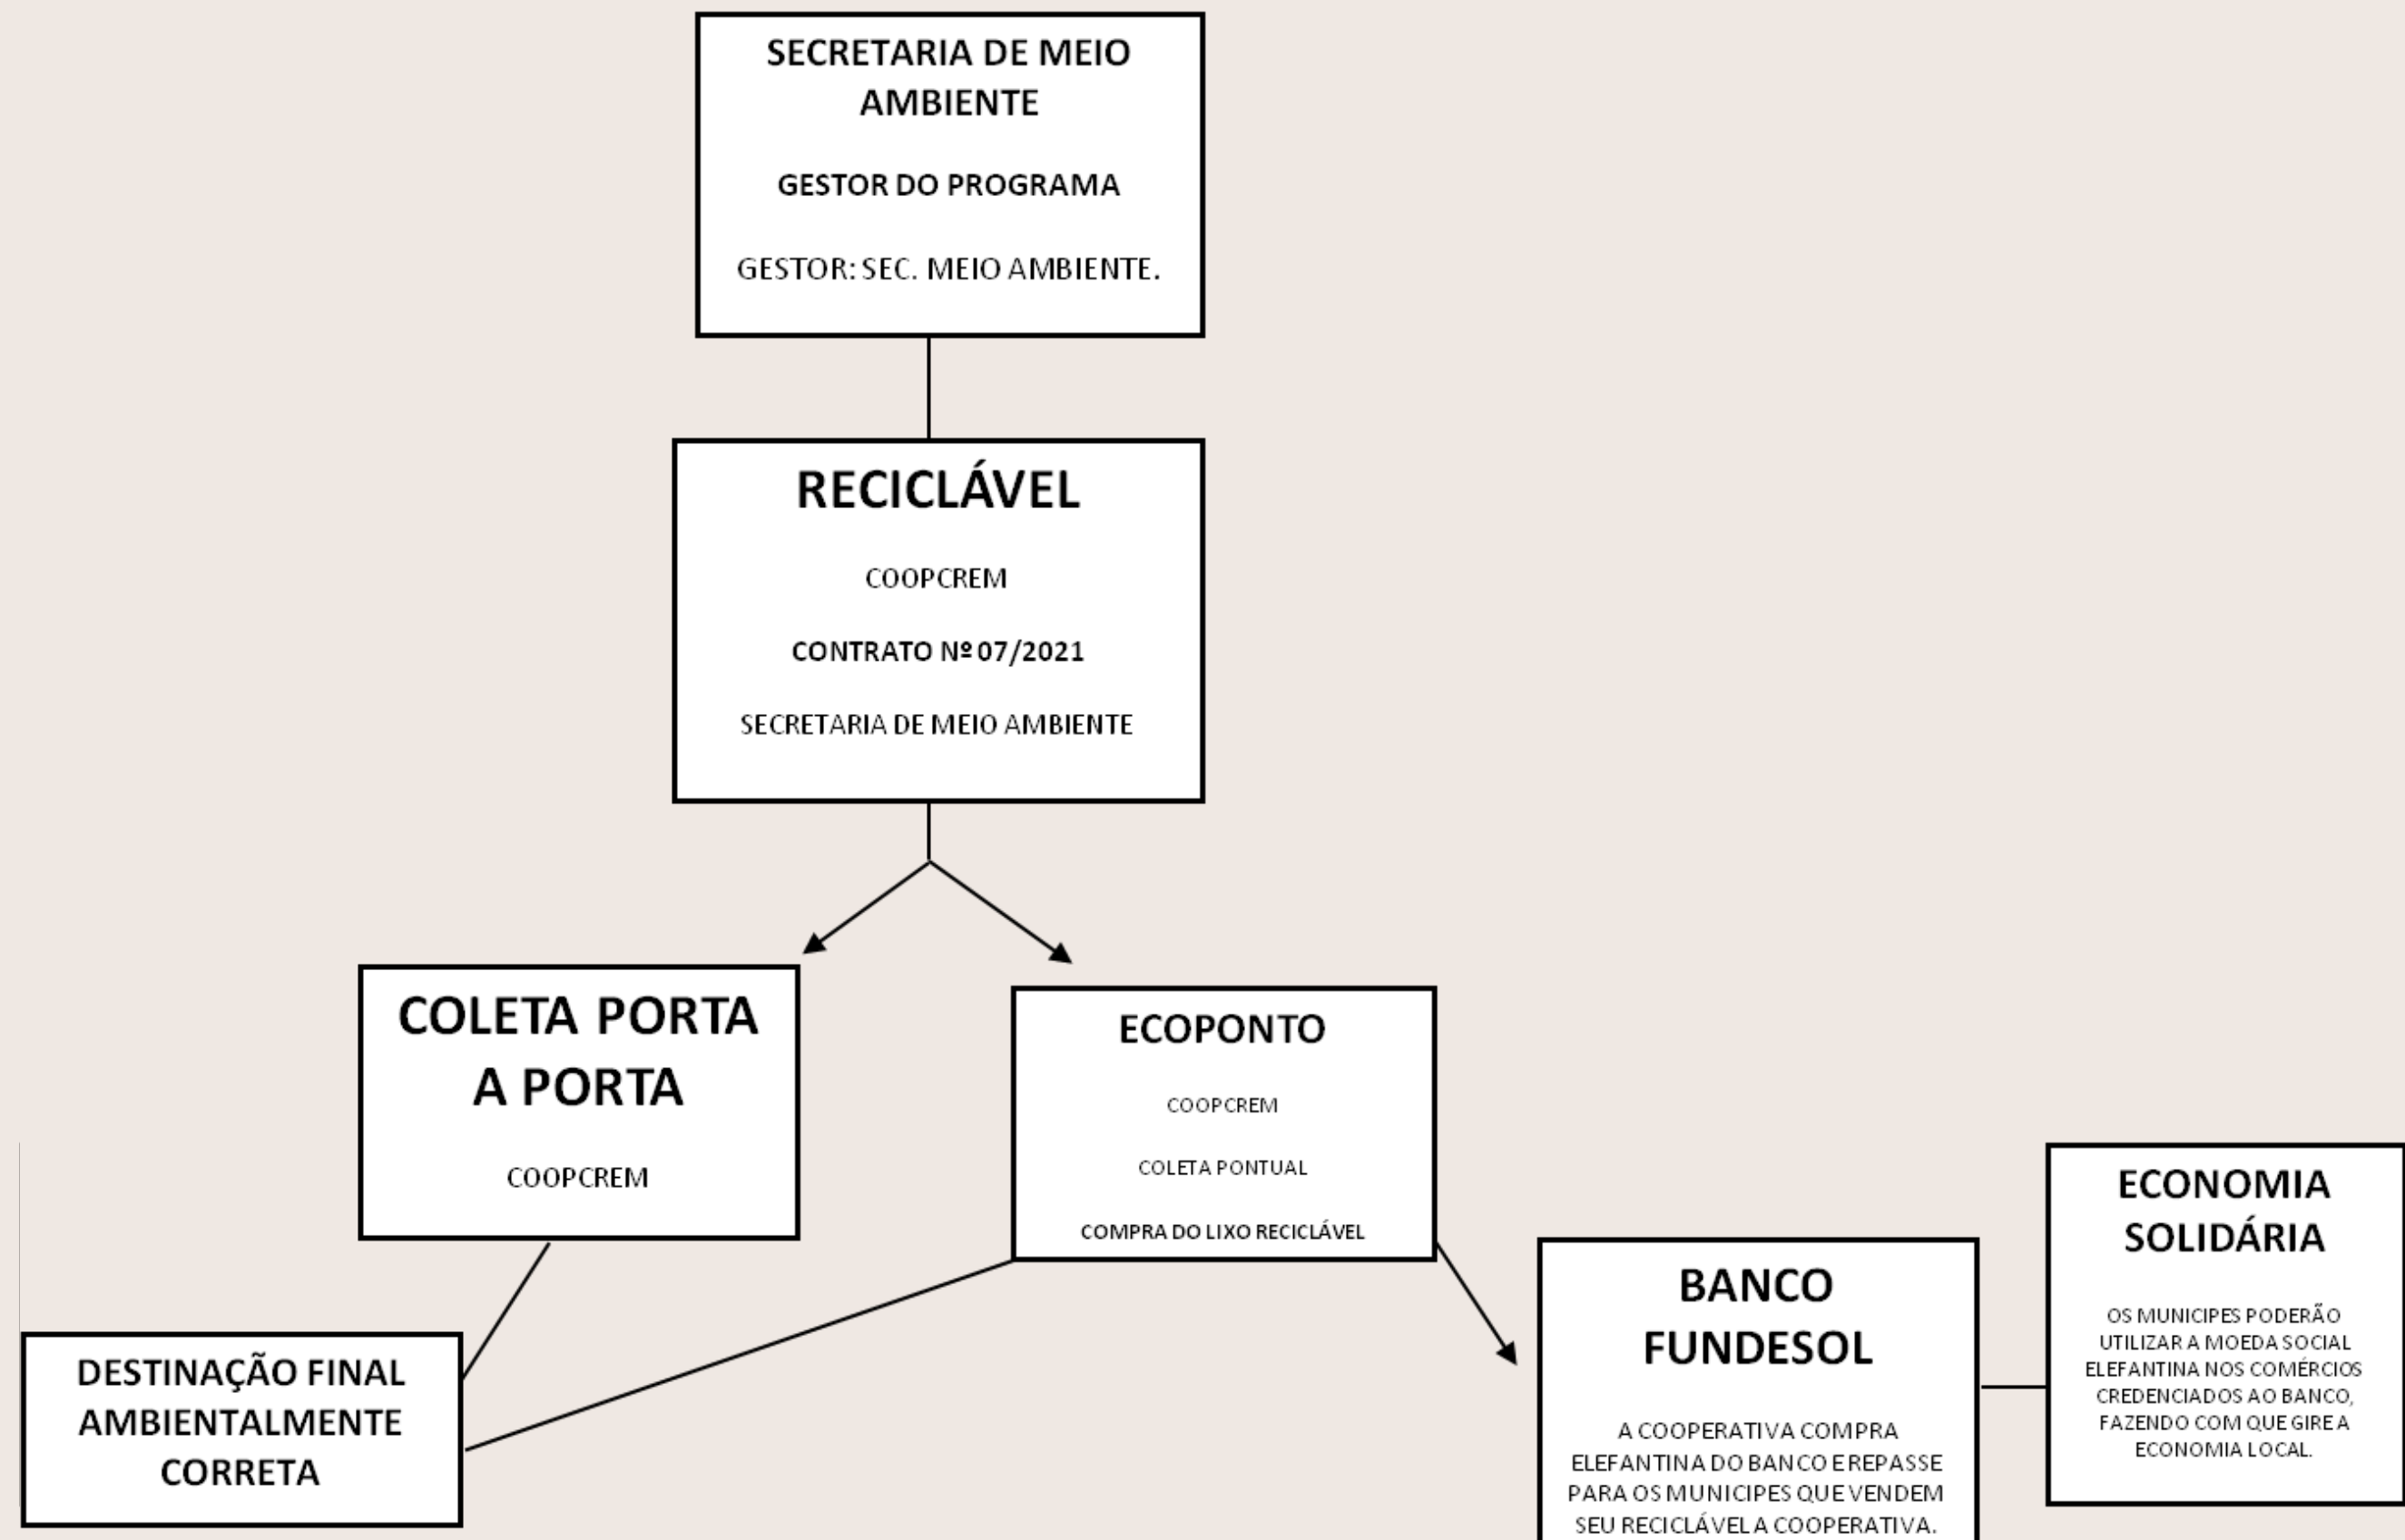 SECRETARIA DE MEIO
AMBIENTE
GESTOR DO PROGRAMA
GESTOR: SEC. MEIO AMBIENTE.
RECICLÁVEL
COOPCREM
CONTRATO Nº 07/2021
SECRETARIA DE MEIO AMBIENTE
COLETA PORTA
A PORTA
COOPCREM
ECOPONTO
COOPCREM
COLETA PONTUAL
COMPRA DO LIXO RECICLÁVEL
DESTINAÇÃO FINAL
AMBIENTALMENTE
CORRETA
BANCO
FUNDESOL
A COOPERATIVA COMPRA
ELEFANTINA DO BANCO E REPASSE
PARA OS MUNICIPES QUE VENDEM
SEU RECICLÁVEL A COOPERATIVA.
ECONOMIA
SOLIDÁRIA
OS MUNICIPES PODERÃO
UTILIZAR A MOEDA SOCIAL
ELEFANTINA NOS COMÉRCIOS
CREDENCIADOS AO BANCO,
FAZENDO COM QUE GIRE A
ECONOMIA LOCAL.